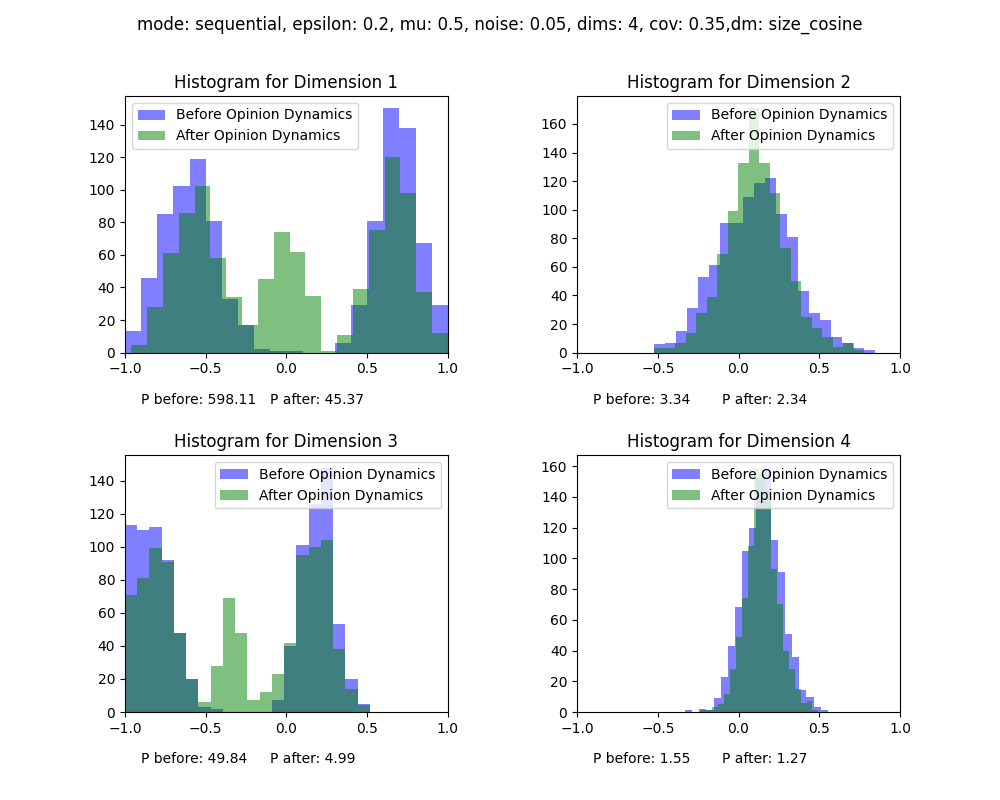 mode: sequential, epsilon: 0.2, mu: 0.5, noise: 0.05, dims: 4, cov: 0.35,dm: size_cosine
Histogram for Dimension 1
Before Opinion Dynamics
After Opinion Dynamics
140
120
100
80
60
40
20
0
−1.0 −0.5 0.0 0.5 1.0
P before: 598.11 P after: 45.37
Histogram for Dimension 2
Before Opinion Dynamics
After Opinion Dynamics
160
140
120
100
80
60
40
20
0
−1.0 −0.5 0.0 0.5 1.0
P before: 3.34 P after: 2.34
Histogram for Dimension 3
Before Opinion Dynamics
After Opinion Dynamics
140
120
100
80
60
40
20
0
−1.0 −0.5 0.0 0.5 1.0
P before: 49.84 P after: 4.99
Histogram for Dimension 4
Before Opinion Dynamics
After Opinion Dynamics
160
140
120
100
80
60
40
20
0
−1.0 −0.5 0.0 0.5 1.0
P before: 1.55 P after: 1.27